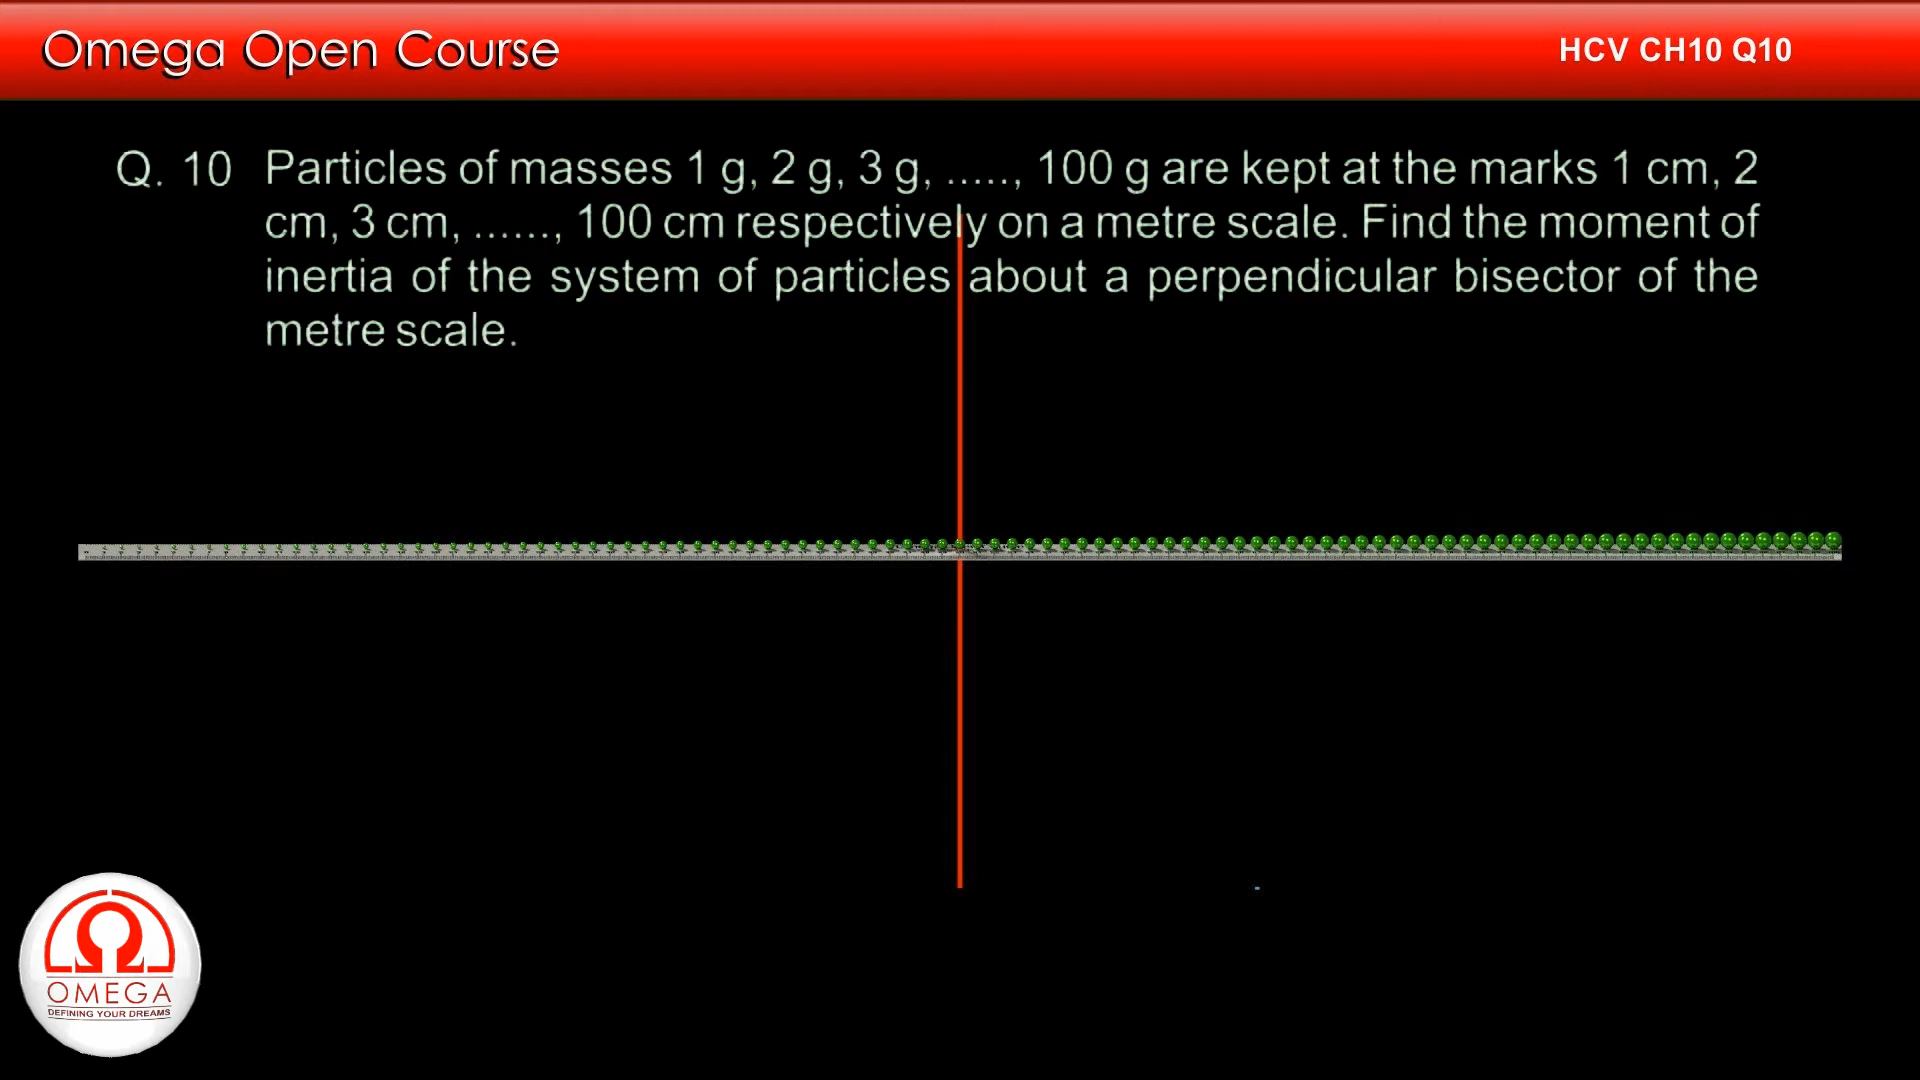 Omega Open Course
HCV CH10 Q10
Q. 10 Particles of masses 1 g, 2 g, 3 g, ....., 100 g are kept at the marks 1 cm, 2
cm, 3 cm, ......, 100 cm respectively on a metre scale. Find the moment of
inertia of the system of particles about a perpendicular bisector of the
metre scale.
OMEGA
DEFINING YOUR DREAMS